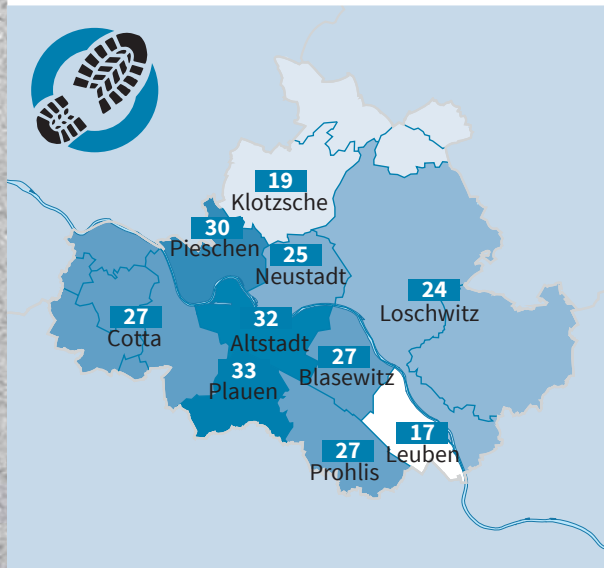 19
Klotzsche
30
Pieschen
25
Neustadt
24
Loschwitz
27
Cotta
32
Altstadt
27
Blasewitz
33
Plauen
17
Leuben
27
Prohlis